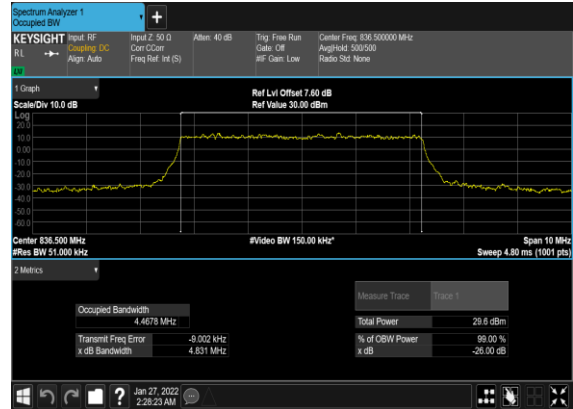 Spectrum Analyzer 1
Occupied BW
KEYSIGHT
RL
Input: RF
Coupling: DC
Align: Auto
Input Z: 50 Ω
Corr CCorr
Freq Ref: Int (S)
Atten: 40 dB
Trig: Free Run
Gate: Off
#IF Gain: Low
Center Freq: 836.500000 MHz
Avg|Hold: 500/500
Radio Std: None
1 Graph
Scale/Div 10.0 dB
Ref Lvl Offset 7.60 dB
Ref Value 30.00 dBm
Log
20.0
10.0
0.00
-10.0
-20.0
-30.0
-40.0
-50.0
-60.0
Center 836.500 MHz
#Res BW 51.000 kHz
#Video BW 150.00 kHz*
Span 10 MHz
Sweep 4.80 ms (1001 pts)
2 Metrics
Occupied Bandwidth
4.4678 MHz
Transmit Freq Error -9.002 kHz
x dB Bandwidth 4.831 MHz
Measure Trace Trace 1
Total Power 29.6 dBm
% of OBW Power 99.00 %
x dB -26.00 dB
?
Jan 27, 2022
2:28:23 AM